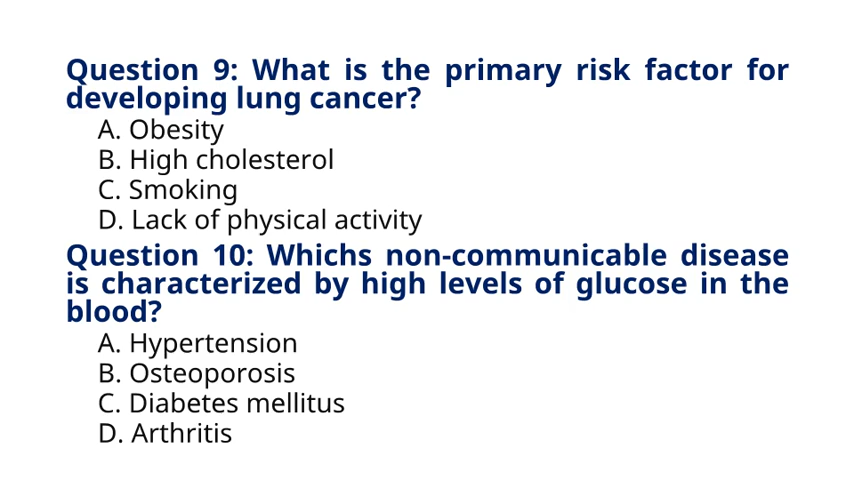 Question 9: What is the primary risk factor for
developing lung cancer?
A. Obesity
B. High cholesterol
C. Smoking
D. Lack of physical activity
Question 10: Whichs non-communicable disease
is characterized by high levels of glucose in the
blood?
A. Hypertension
B. Osteoporosis
C. Diabetes mellitus
D. Arthritis